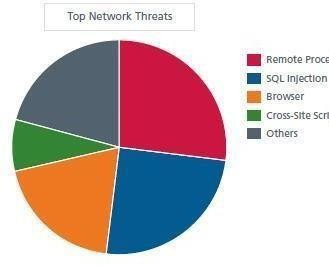 Top Network Threats
Remote Proce
SQL Injection
Browser
Cross-Site Scri
Others